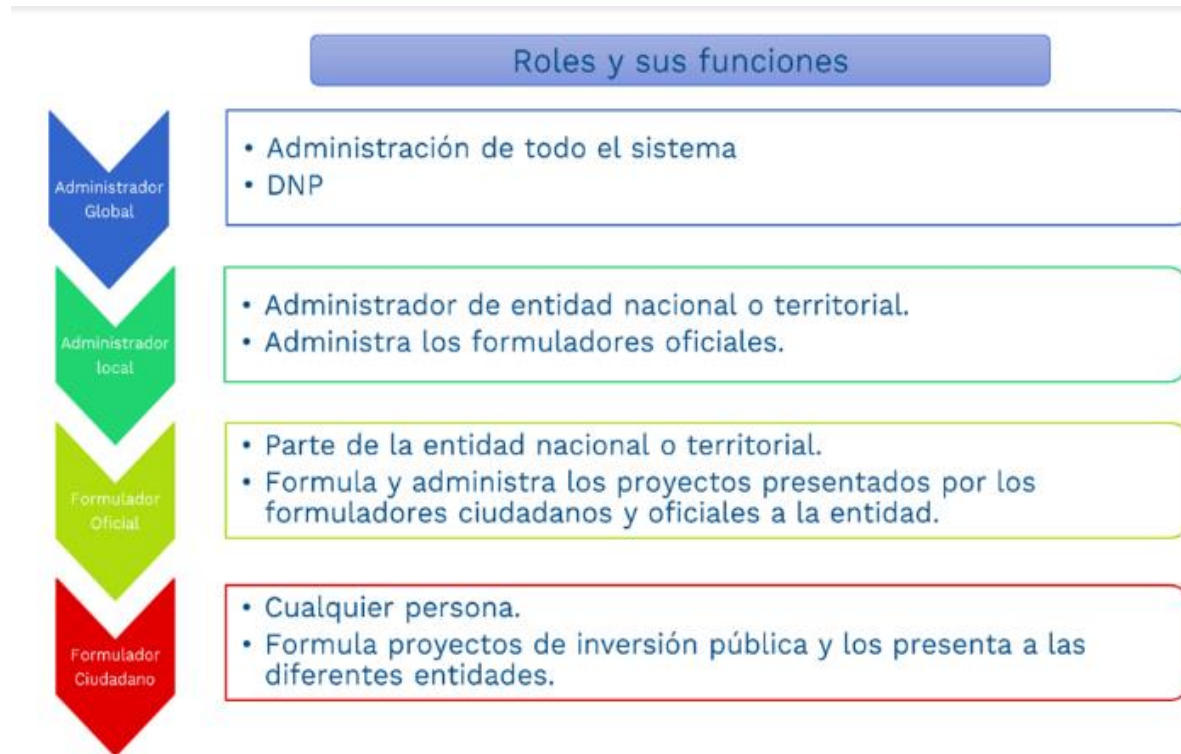 Roles y sus funciones
Administrador
Global
• Administración de todo el sistema
• DNP
Administrador
local
• Administrador de entidad nacional o territorial.
• Administra los formuladores oficiales.
Formulador
Oficial
• Parte de la entidad nacional o territorial.
• Formula y administra los proyectos presentados por los
formuladores ciudadanos y oficiales a la entidad.
Formulador
Ciudadano
• Cualquier persona.
• Formula proyectos de inversión pública y los presenta a las
diferentes entidades.